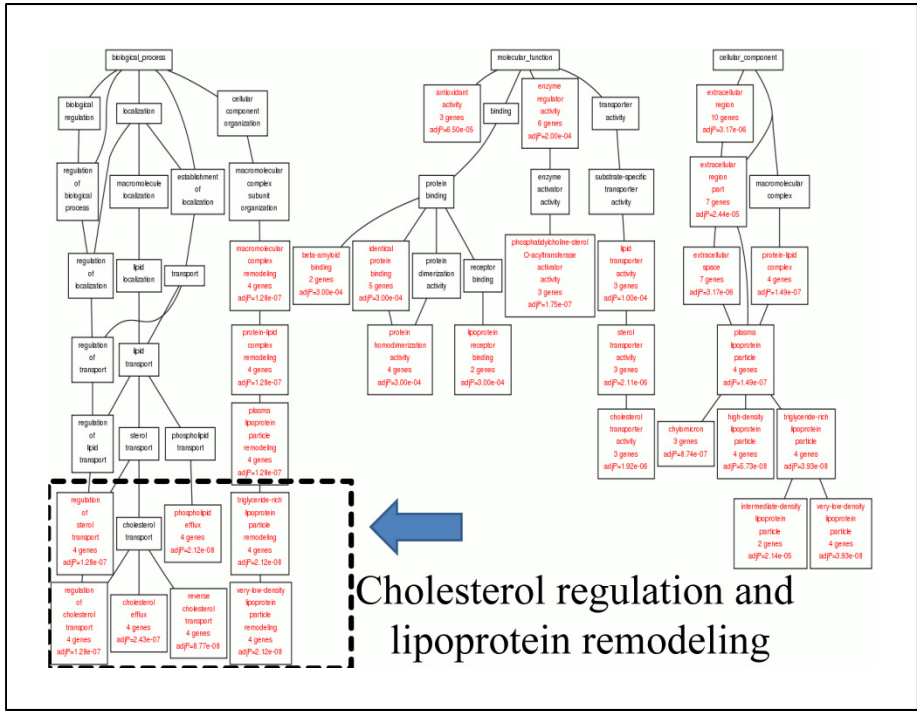 biological_process
molecular_function
cellular_component
biological
regulation
localization
cellular
component
organization
antioxidant
activity
3 genes
adjP=6.50e-05
binding
enzyme
regulator
activity
6 genes
adjP=2.00e-04
transporter
activity
extracellular
region
10 genes
adjP=3.17e-06
regulation
of
biological
process
macromolecule
localization
establishment
of
localization
macromolecular
complex
subunit
organization
protein
binding
enzyme
activator
activity
substrate-specific
transporter
activity
extracellular
region
part
7 genes
adjP=2.44e-05
macromolecular
complex
regulation
of
localization
lipid
localization
transport
macromolecular
complex
remodeling
4 genes
adjP=1.28e-07
beta-amyloid
binding
2 genes
adjP=3.00e-04
identical
protein
binding
5 genes
adjP=3.00e-04
protein
dimerization
activity
receptor
binding
phosphatidylcholine-sterol
O-acyltransferase
activator
activity
3 genes
adjP=1.75e-07
lipid
transporter
activity
3 genes
adjP=1.00e-04
extracellular
space
7 genes
adjP=3.17e-06
protein-lipid
complex
4 genes
adjP=1.49e-07
regulation
of
transport
lipid
transport
protein-lipid
complex
remodeling
4 genes
adjP=1.28e-07
protein
homodimerization
activity
4 genes
adjP=3.00e-04
lipoprotein
receptor
binding
2 genes
adjP=3.00e-04
sterol
transporter
activity
3 genes
adjP=2.11e-06
plasma
lipoprotein
particle
4 genes
adjP=1.49e-07
regulation
of
lipid
transport
sterol
transport
phospholipid
transport
plasma
lipoprotein
particle
remodeling
4 genes
adjP=1.28e-07
cholesterol
transporter
activity
3 genes
adjP=1.92e-06
chylomicron
3 genes
adjP=8.74e-07
high-density
lipoprotein
particle
4 genes
adjP=5.73e-08
triglyceride-rich
lipoprotein
particle
4 genes
adjP=3.93e-08
regulation
of
sterol
transport
4 genes
adjP=1.28e-07
cholesterol
transport
phospholipid
efflux
4 genes
adjP=2.12e-08
triglyceride-rich
lipoprotein
particle
remodeling
4 genes
adjP=2.12e-08
intermediate-density
lipoprotein
particle
2 genes
adjP=2.14e-05
very-low-density
lipoprotein
particle
4 genes
adjP=3.93e-08
regulation
of
cholesterol
transport
4 genes
adjP=1.28e-07
cholesterol
efflux
4 genes
adjP=2.43e-07
reverse
cholesterol
transport
4 genes
adjP=8.77e-08
very-low-density
lipoprotein
particle
remodeling
4 genes
adjP=2.12e-08
Cholesterol regulation and
lipoprotein remodeling